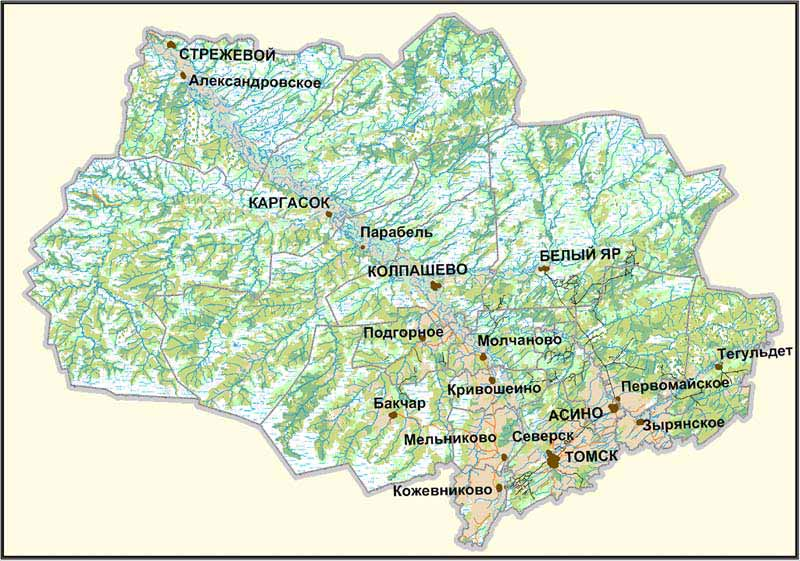 СТРЕЖЕВОЙ
Александровское
КАРГАСОК
Парабель
БЕЛЫЙ ЯР
КОЛПАШЕВО
Подгорное
Молчаново
Тегульдет
Кривошеино
Первомайское
Бакчар
АСИНО
Зырянское
Мельниково
Северск
ТОМСК
Кожевниково